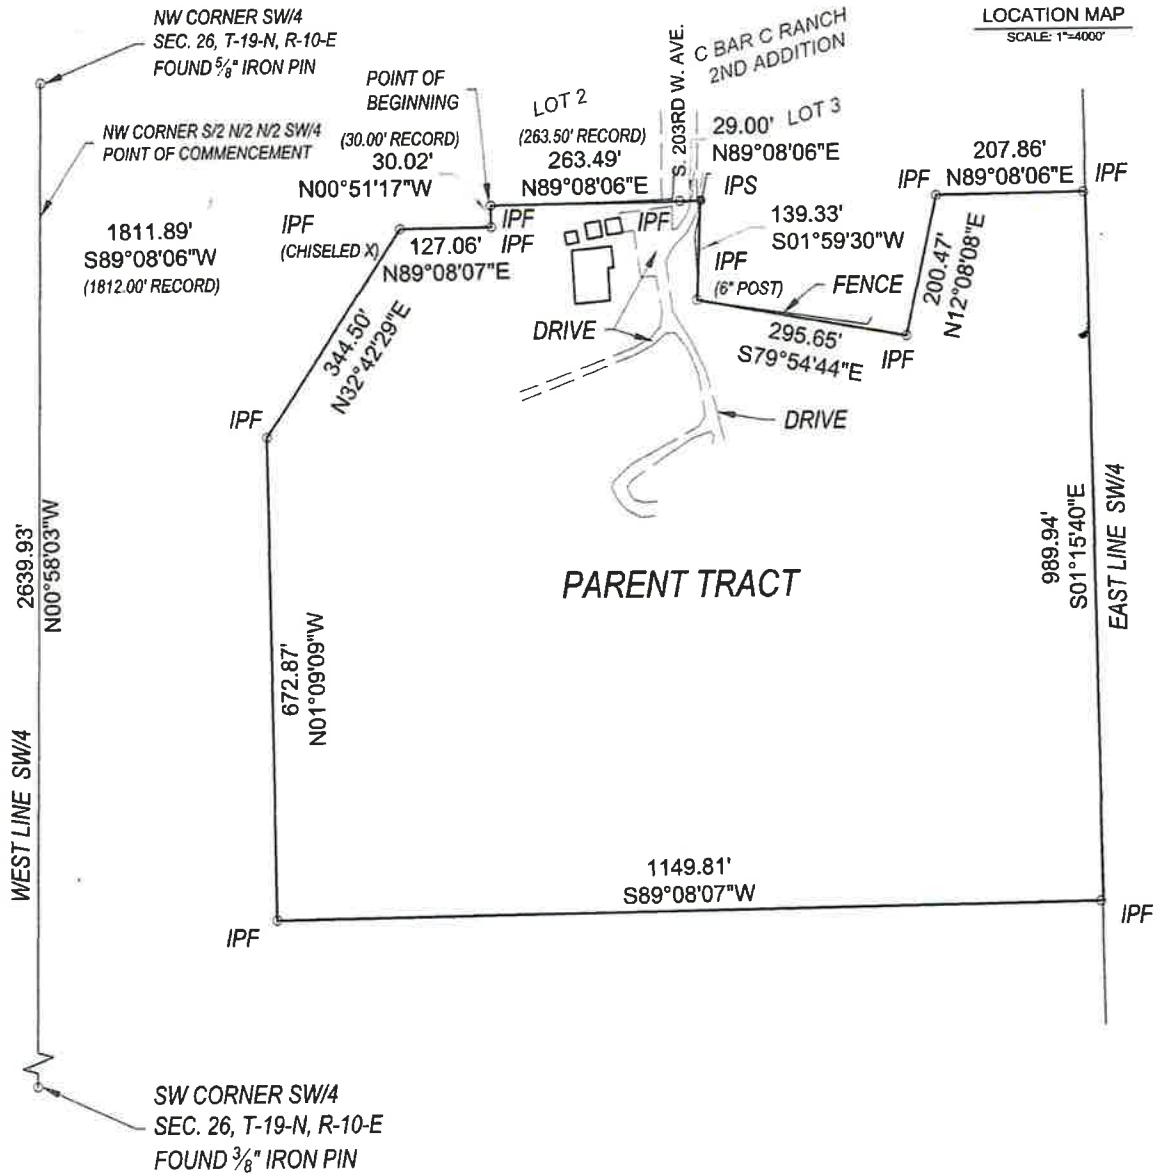 NW CORNER SW/4
SEC. 26, T-19-N, R-10-E
FOUND 5/8" IRON PIN
LOCATION MAP
SCALE: 1"=4000'
C BAR C RANCH
2ND ADDITION
S. 203RD W. AVE.
POINT OF
BEGINNING
LOT 2
LOT 3
NW CORNER S/2 N/2 N/2 SW/4
POINT OF COMMENCEMENT
(30.00' RECORD)
30.02'
N00°51'17"W
(263.50' RECORD)
263.49'
N89°08'06"E
29.00'
N89°08'06"E
207.86'
N89°08'06"E
IPS
IPF
IPF
1811.89'
S89°08'06"W
(1812.00' RECORD)
IPF
(CHISELED X)
127.06'
N89°08'07"E
IPF
IPF
IPF
139.33'
S01°59'30"W
IPF
(6" POST)
FENCE
200.47'
N12°08'08"E
344.50'
N32°42'29"E
DRIVE
295.65'
S79°54'44"E
IPF
IPF
DRIVE
2639.93'
N00°58'03"W
WEST LINE SW/4
PARENT TRACT
989.94'
S01°15'40"E
EAST LINE SW/4
672.87'
N01°09'09"W
1149.81'
S89°08'07"W
IPF
IPF
SW CORNER SW/4
SEC. 26, T-19-N, R-10-E
FOUND 3/8" IRON PIN